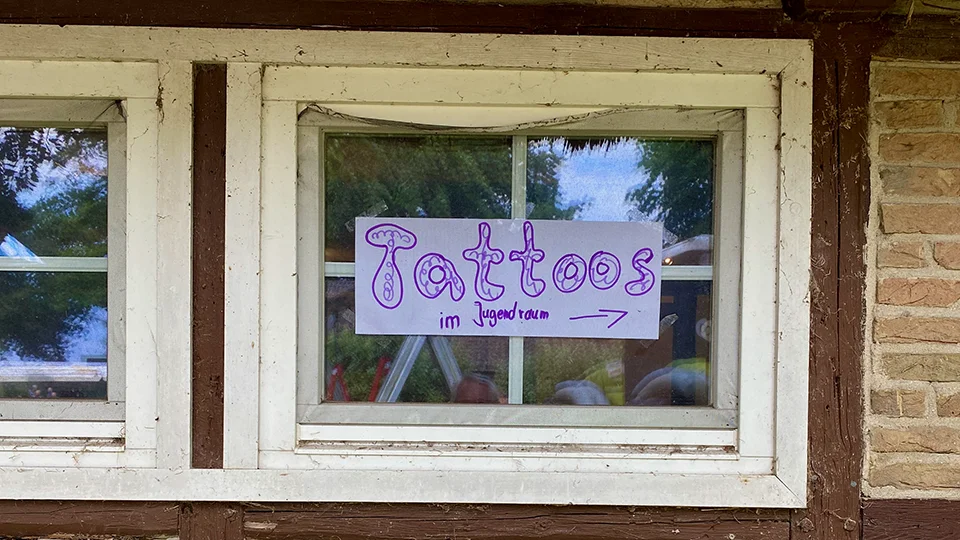 Tattoos
im Jugendraum →